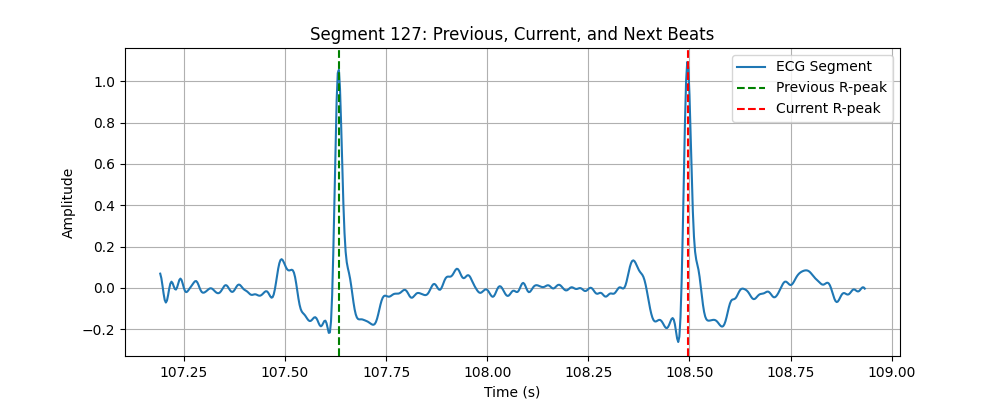 Segment 127: Previous, Current, and Next Beats
ECG Segment
Previous R-peak
Current R-peak
Amplitude
1.0
0.8
0.6
0.4
0.2
0.0
−0.2
107.25 107.50 107.75 108.00 108.25 108.50 108.75 109.00
Time (s)